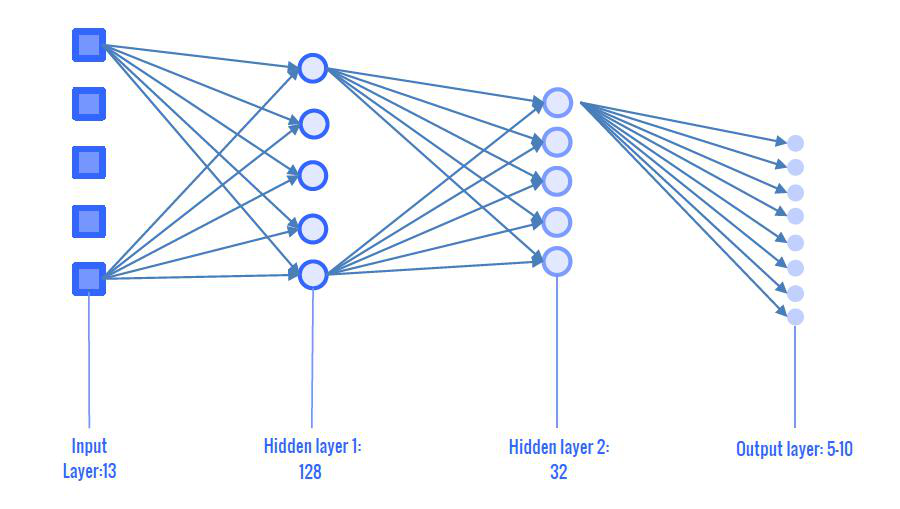 Input
Layer:13
Hidden layer 1:
128
Hidden layer 2:
32
Output layer: 5-10